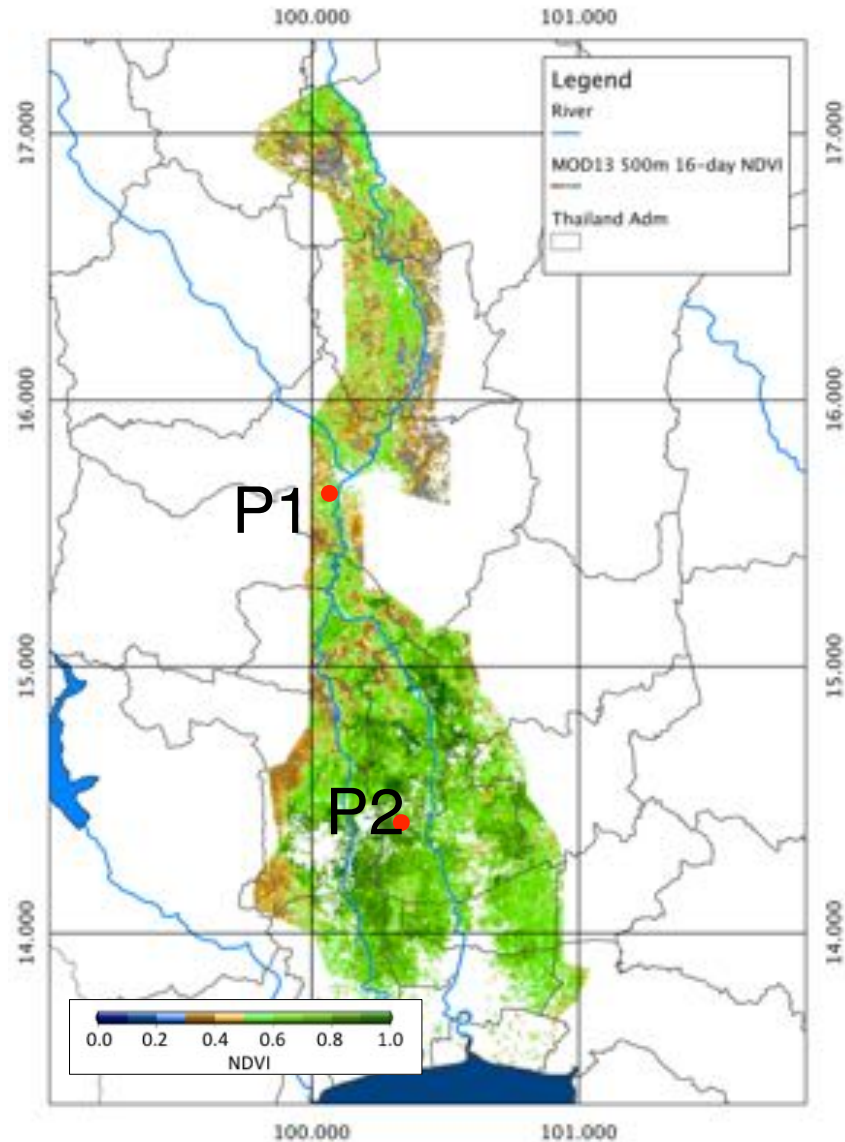 100.000 101.000
Legend
River
MOD13 500m 16-day NDVI
Thailand Adm
17.000 17.000
16.000 16.000
P1
15.000 15.000
P2
14.000 14.000
0.0 0.2 0.4 0.6 0.8 1.0
NDVI
100.000 101.000